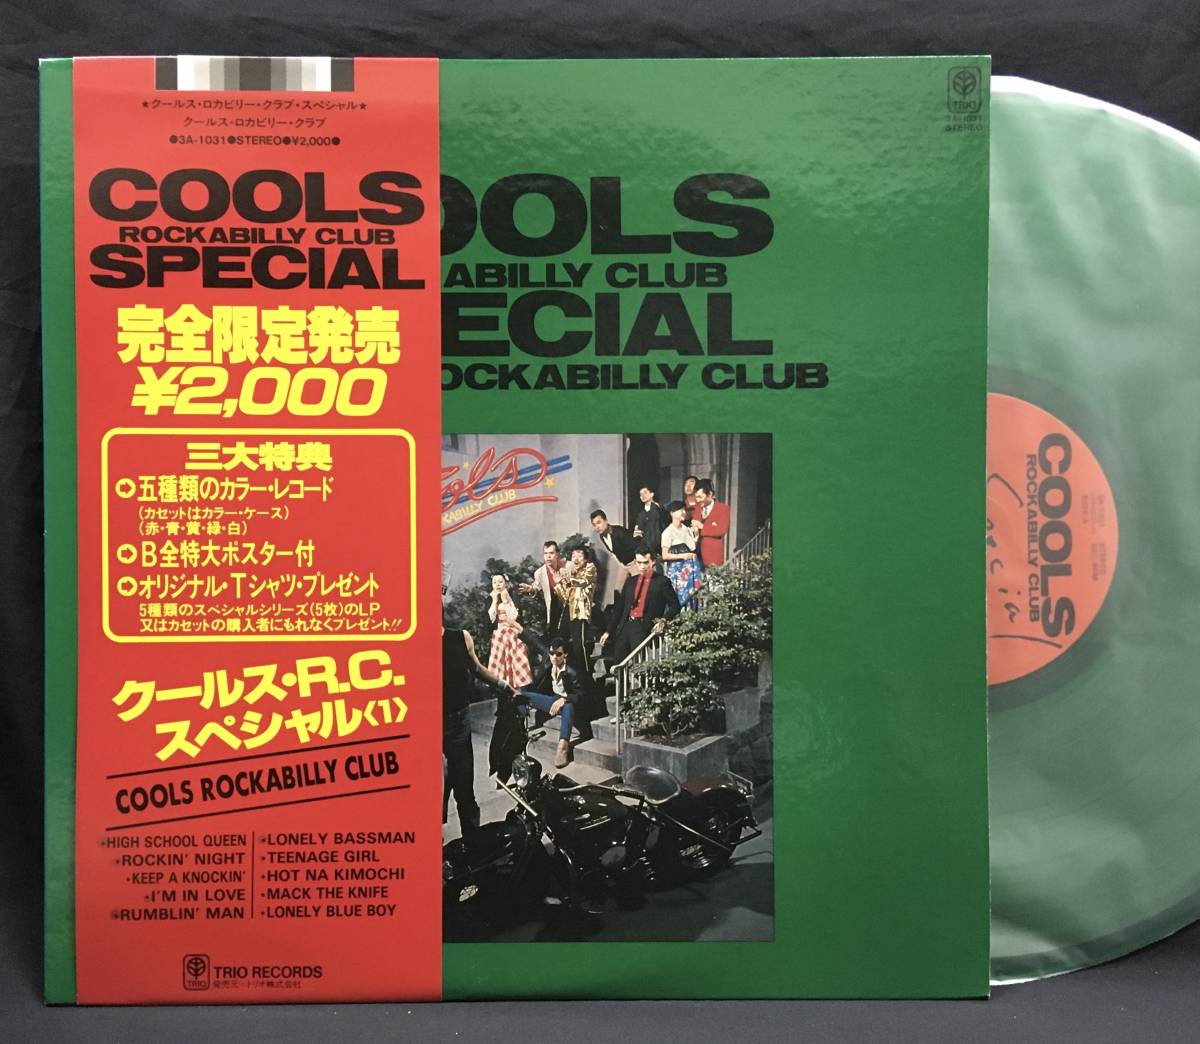 ★クールス・ロカビリー・クラブ・スペシャル★
クールス・ロカビリー・クラブ
●3A-1031●STEREO●¥2,000●
COOLS
ROCKABILLY CLUB
SPECIAL
完全限定発売
¥2,000
三大特典
➪五種類のカラー・レコード
(カセットはカラー・ケース)
(赤・青・黄・緑・白)
➪B全特大ポスター付
➪オリジナル・Tシャツ・プレゼント
5種類のスペシャルシリーズ(5枚)のLP
又はカセットの購入者にもれなくプレゼント!!
クールス・R.C.
スペシャル〈1〉
COOLS ROCKABILLY CLUB
•HIGH SCHOOL QUEEN
•ROCKIN' NIGHT
•KEEP A KNOCKIN'
•I'M IN LOVE
•RUMBLIN' MAN
•LONELY BASSMAN
•TEENAGE GIRL
•HOT NA KIMOCHI
•MACK THE KNIFE
•LONELY BLUE BOY
TRIO
TRIO RECORDS
発売元=トリオ株式会社
OOLS
ABILLY CLUB
ECIAL
OCKABILLY CLUB
TRIO
3A-1031
STEREO
ools
KABILLY CLUB
COOLS
ROCKABILLY CLUB